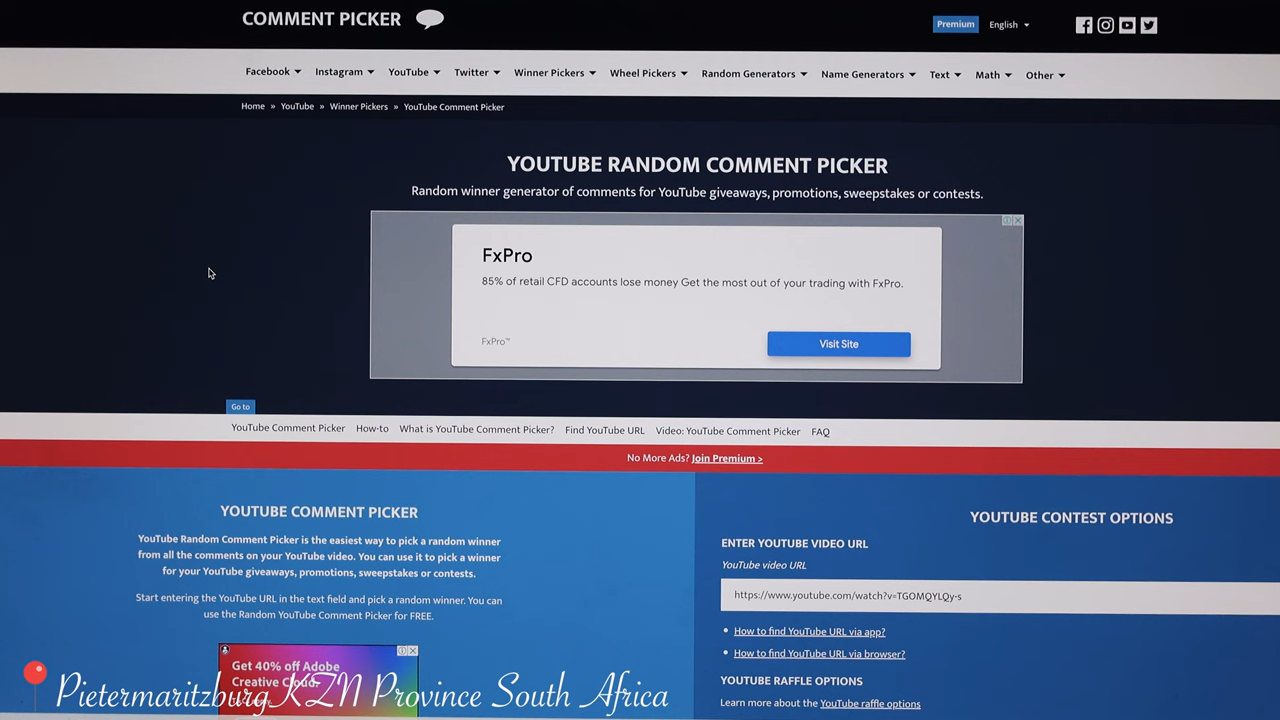 COMMENT PICKER
Premium
English
Facebook
Instagram
YouTube
Twitter
Winner Pickers
Wheel Pickers
Random Generators
Name Generators
Text
Math
Other
Home » YouTube » Winner Pickers » YouTube Comment Picker
YOUTUBE RANDOM COMMENT PICKER
Random winner generator of comments for YouTube giveaways, promotions, sweepstakes or contests.
FxPro
85% of retail CFD accounts lose money Get the most out of your trading with FxPro.
FxPro™
Visit Site
Go to
YouTube Comment Picker
How-to
What is YouTube Comment Picker?
Find YouTube URL
Video: YouTube Comment Picker
FAQ
No More Ads? Join Premium >
YOUTUBE COMMENT PICKER
YouTube Random Comment Picker is the easiest way to pick a random winner
from all the comments on your YouTube video. You can use it to pick a winner
for your YouTube giveaways, promotions, sweepstakes or contests.
Start entering the YouTube URL in the text field and pick a random winner. You can
use the Random YouTube Comment Picker for FREE.
Get 40% off Adobe
Creative Cloud.
YOUTUBE CONTEST OPTIONS
ENTER YOUTUBE VIDEO URL
YouTube video URL
https://www.youtube.com/watch?v=TGOMQYLQy-s
• How to find YouTube URL via app?
• How to find YouTube URL via browser?
YOUTUBE RAFFLE OPTIONS
Learn more about the YouTube raffle options
Pietermaritzburg KZN Province South Africa